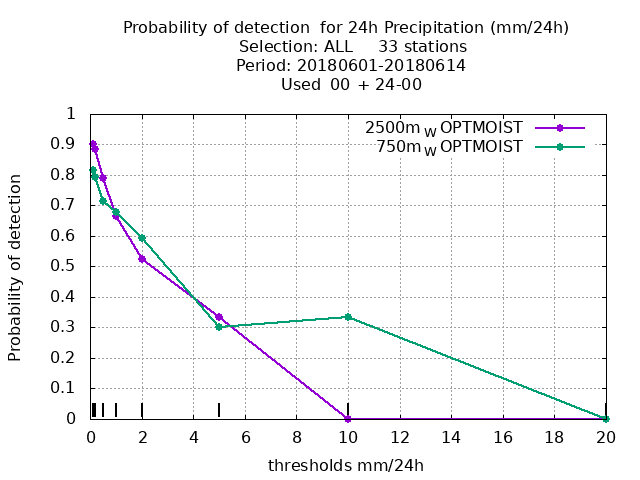 Probability of detection  for 24h Precipitation (mm/24h)
Selection: ALL     33 stations
Period: 20180601-20180614
Used  00 + 24-00
2500m_W OPTMOIST
750m_W OPTMOIST
Probability of detection
1
0.9
0.8
0.7
0.6
0.5
0.4
0.3
0.2
0.1
0
0 2 4 6 8 10 12 14 16 18 20
thresholds mm/24h